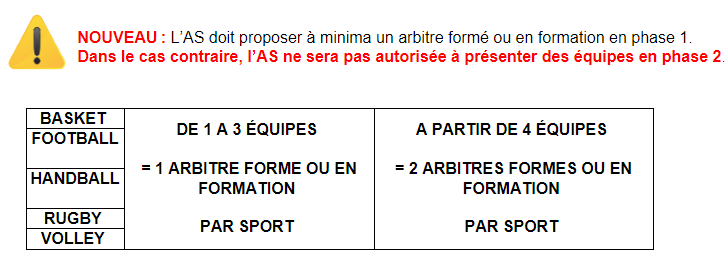 NOUVEAU : L'AS doit proposer à minima un arbitre formé ou en formation en phase 1.
Dans le cas contraire, l'AS ne sera pas autorisée à présenter des équipes en phase 2.
BASKET
FOOTBALL
HANDBALL
RUGBY
VOLLEY
DE 1 A 3 ÉQUIPES
= 1 ARBITRE FORME OU EN
FORMATION
PAR SPORT
A PARTIR DE 4 ÉQUIPES
= 2 ARBITRES FORMES OU EN
FORMATION
PAR SPORT